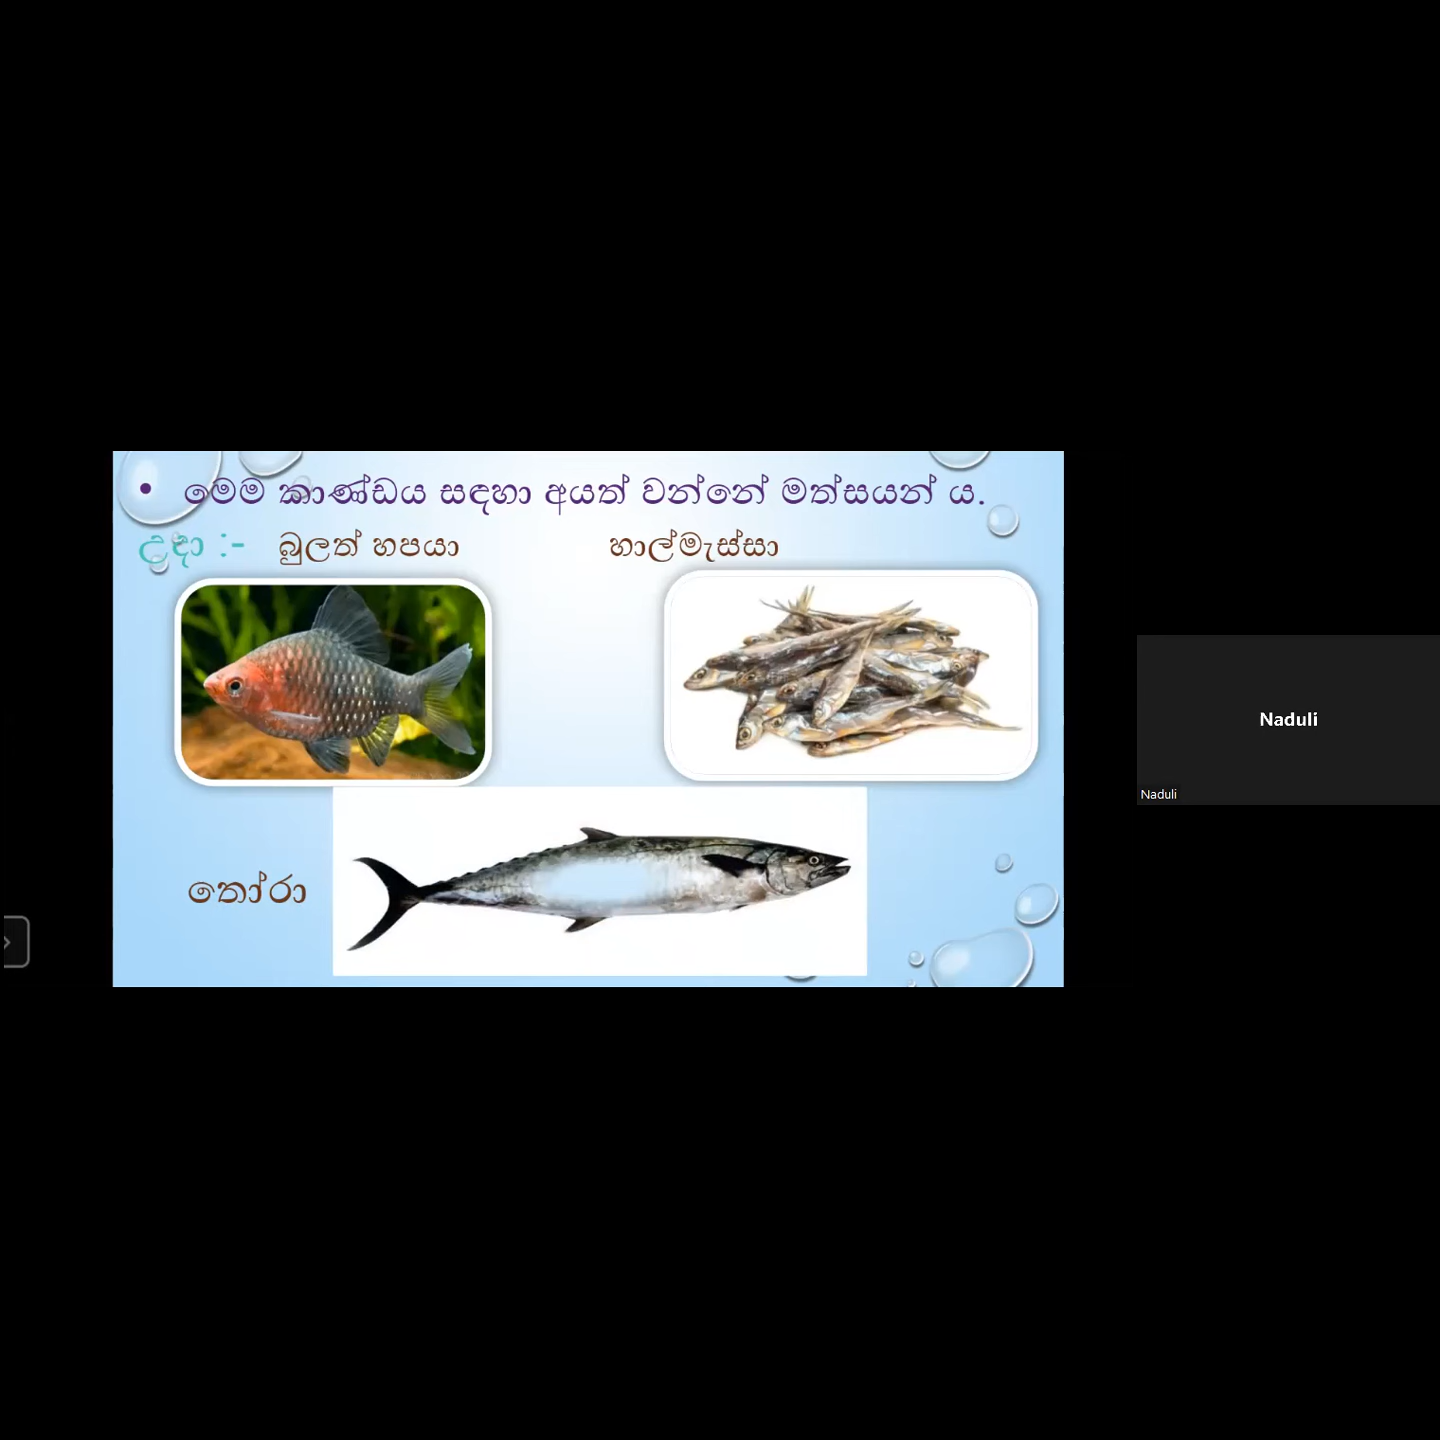 • මෙම කාණ්ඩය සඳහා අයත් වන්නේ මත්සයන් ය.
උදා :- බුලත් හපයා හාල්මැස්සා
තෝරා
Naduli
Naduli